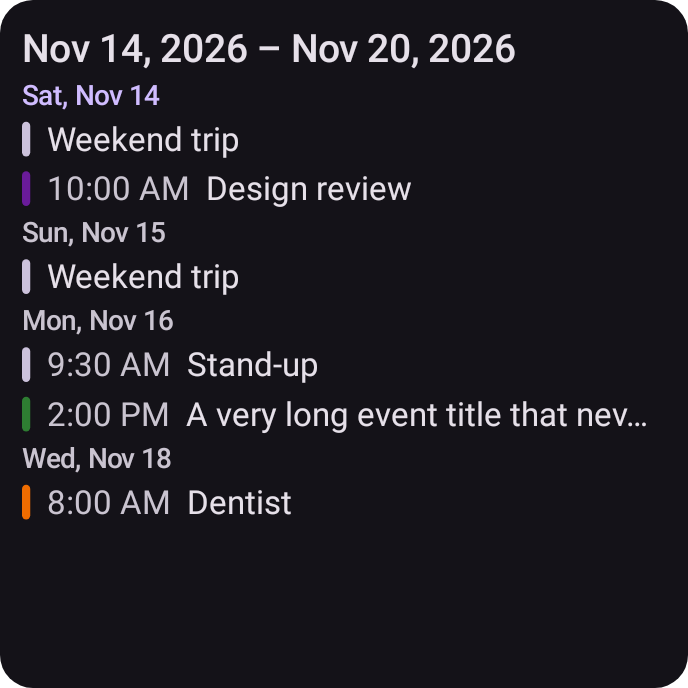 Nov 14, 2026 – Nov 20, 2026
Sat, Nov 14
Weekend trip
10:00 AM Design review
Sun, Nov 15
Weekend trip
Mon, Nov 16
9:30 AM Stand-up
2:00 PM A very long event title that nev...
Wed, Nov 18
8:00 AM Dentist